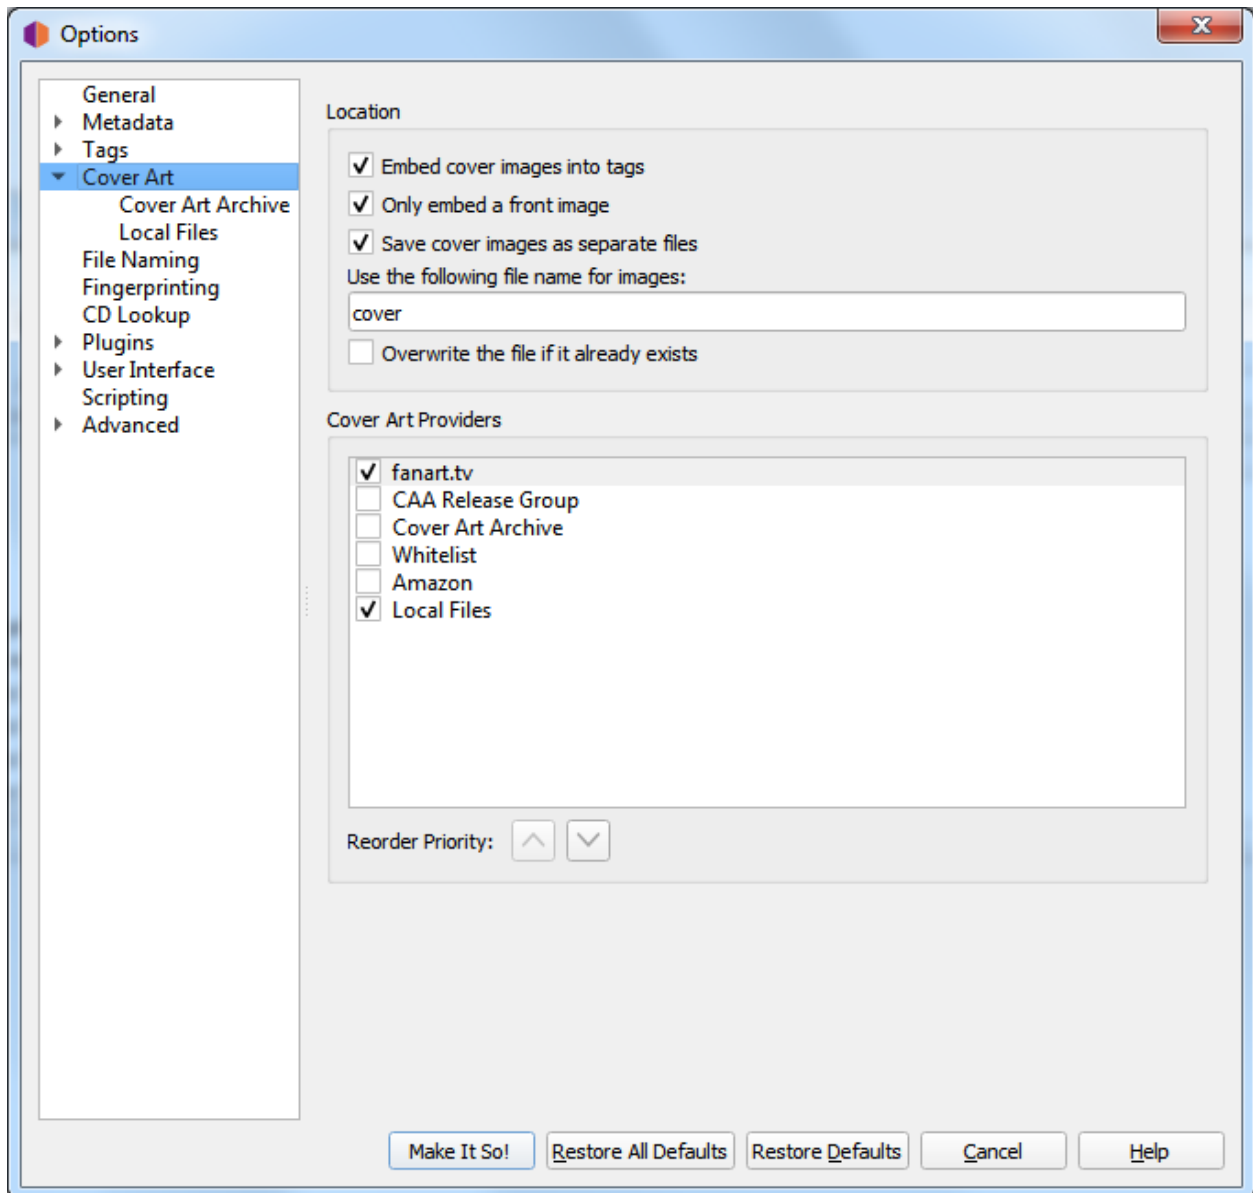 Options
General
Metadata
Tags
Cover Art
Cover Art Archive
Local Files
File Naming
Fingerprinting
CD Lookup
Plugins
User Interface
Scripting
Advanced
Location
Embed cover images into tags
Only embed a front image
Save cover images as separate files
Use the following file name for images:
cover
Overwrite the file if it already exists
Cover Art Providers
fanart.tv
CAA Release Group
Cover Art Archive
Whitelist
Amazon
Local Files
Reorder Priority:
Make It So! Restore All Defaults Restore Defaults Cancel Help